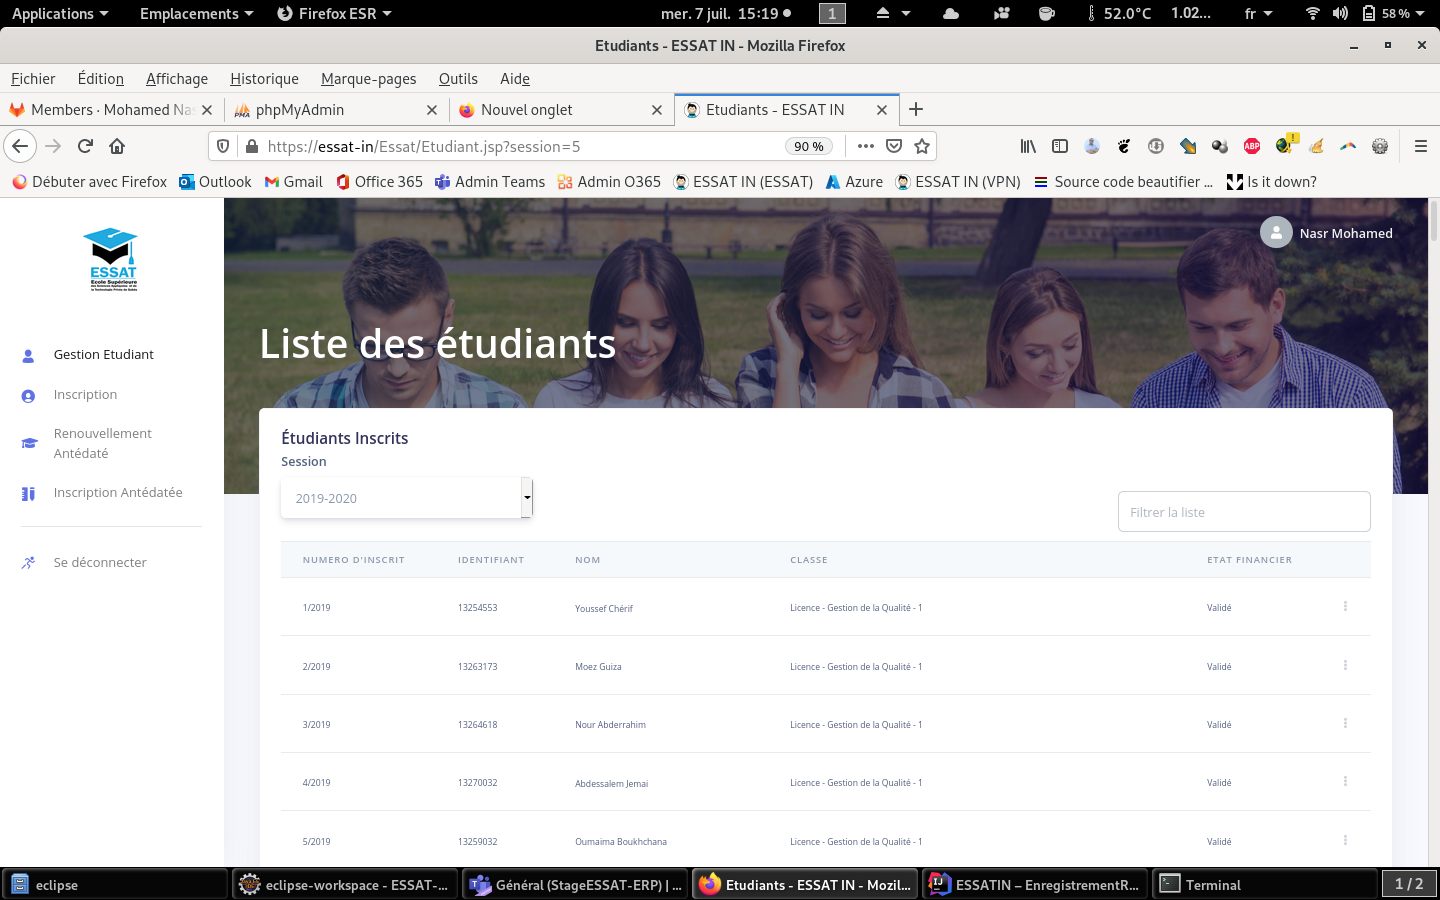 Applications Emplacements Firefox ESR mer. 7 juil. 15:19 1 52.0°C 1.02... fr 58 %
Etudiants - ESSAT IN - Mozilla Firefox
Fichier Édition Affichage Historique Marque-pages Outils Aide
Members · Mohamed Nas phpMyAdmin Nouvel onglet Etudiants - ESSAT IN
https://essat-in/Essat/Etudiant.jsp?session=5 90 %
Débuter avec Firefox Outlook Gmail Office 365 Admin Teams Admin O365 ESSAT IN (ESSAT) Azure ESSAT IN (VPN) Source code beautifier ... Is it down?
ESSAT
Ecole Supérieure
Nasr Mohamed
Liste des étudiants
Gestion Etudiant
Inscription
Renouvellement
Antédaté
Inscription Antédatée
Se déconnecter
Étudiants Inscrits
Session
2019-2020
Filtrer la liste
NUMERO D'INSCRIT IDENTIFIANT NOM CLASSE ETAT FINANCIER
1/2019 13254553 Youssef Chérif Licence - Gestion de la Qualité - 1 Validé
2/2019 13263173 Moez Guiza Licence - Gestion de la Qualité - 1 Validé
3/2019 13264618 Nour Abderrahim Licence - Gestion de la Qualité - 1 Validé
4/2019 13270032 Abdessalem Jemai Licence - Gestion de la Qualité - 1 Validé
5/2019 13259032 Oumaima Boukhchana Licence - Gestion de la Qualité - 1 Validé
eclipse eclipse-workspace - ESSAT-... Général (StageESSAT-ERP) | ... Etudiants - ESSAT IN - Mozil... ESSATIN – EnregistrementR... Terminal 1 / 2